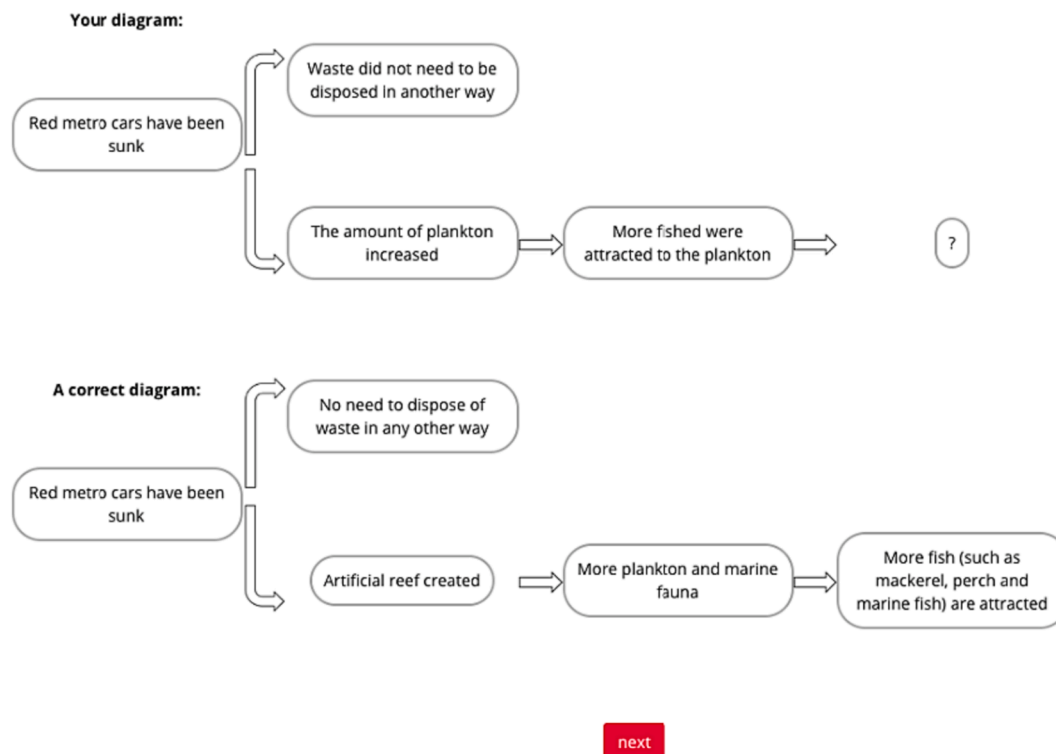 Your diagram:
Waste did not need to be
disposed in another way
Red metro cars have been
sunk
The amount of plankton
increased
More fished were
attracted to the plankton
?
A correct diagram:
No need to dispose of
waste in any other way
Red metro cars have been
sunk
Artificial reef created
More plankton and marine
fauna
More fish (such as
mackerel, perch and
marine fish) are attracted
next